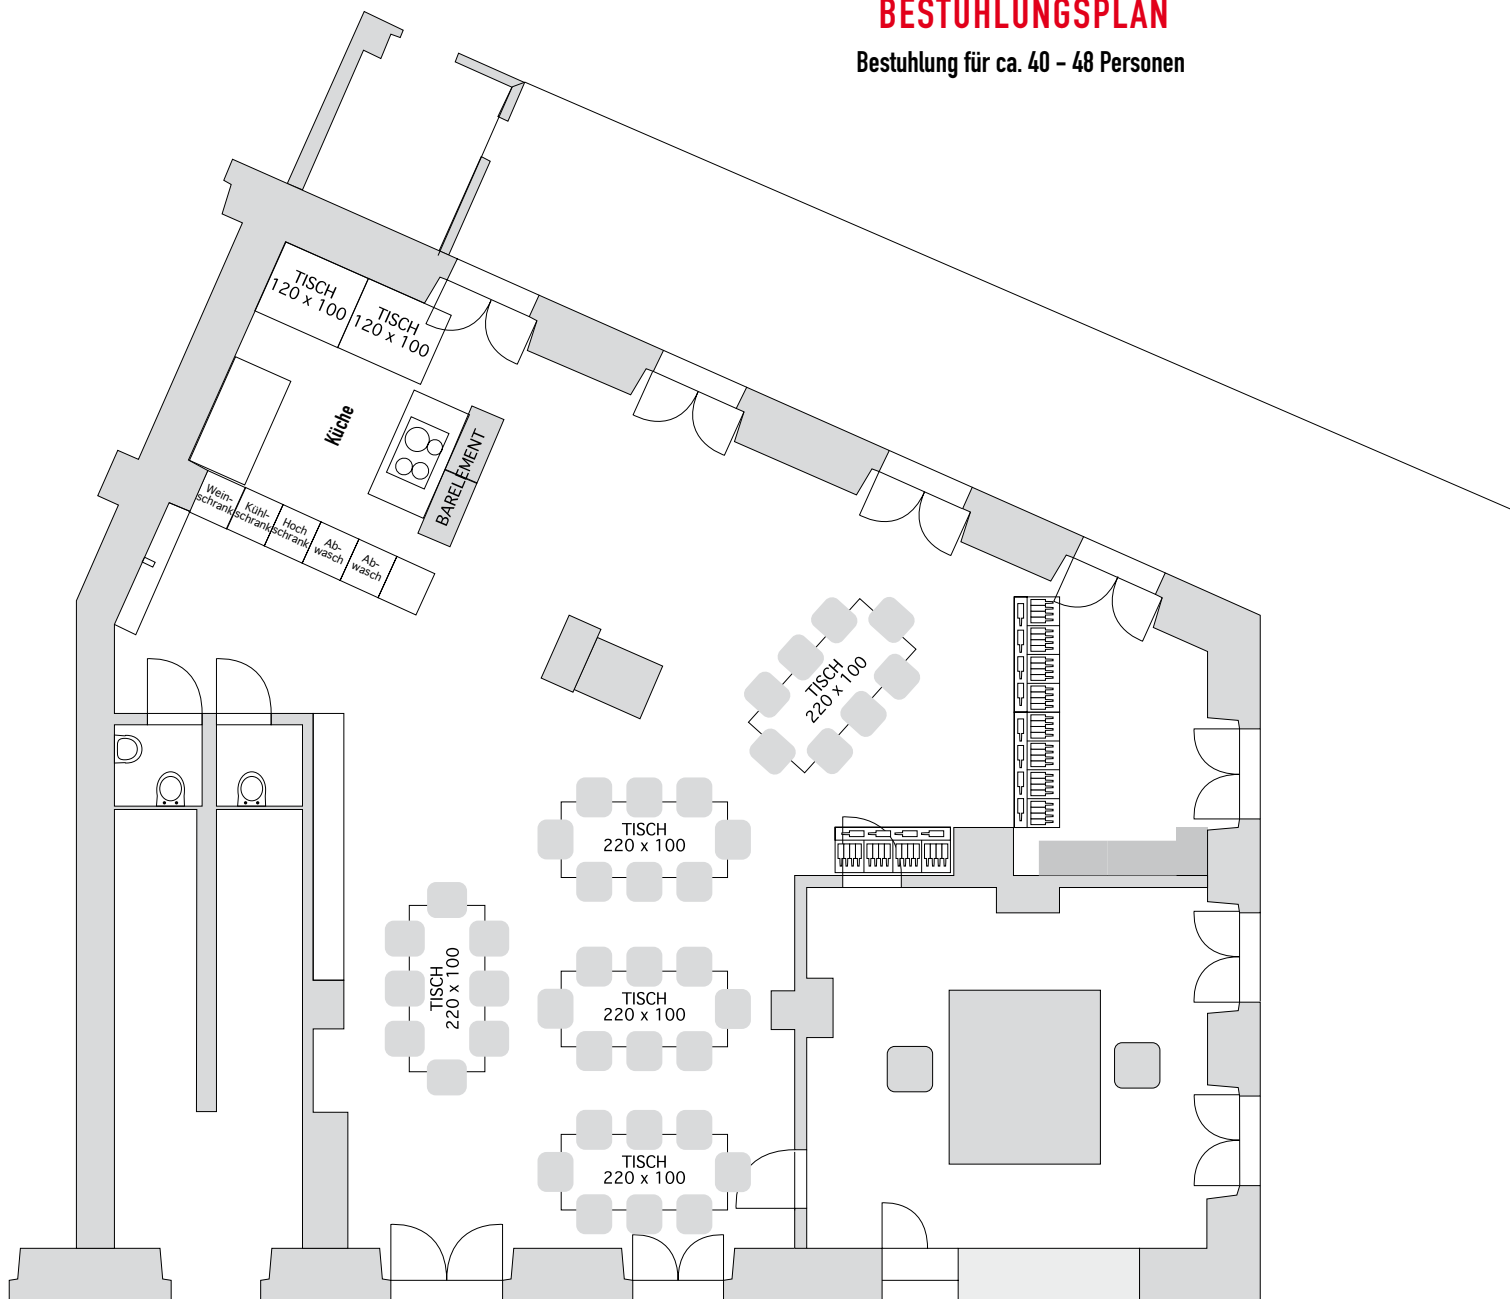 BESTUHLUNGSPLAN
Bestuhlung für ca. 40 - 48 Personen
TISCH
120 x 100
TISCH
120 x 100
Küche
BARELEMENT
Wein-
schrank
Kühl-
schrank
Hoch
schrank
Ab-
wasch
Ab-
wasch
TISCH
220 x 100
TISCH
220 x 100
TISCH
220 x 100
TISCH
220 x 100
TISCH
220 x 100